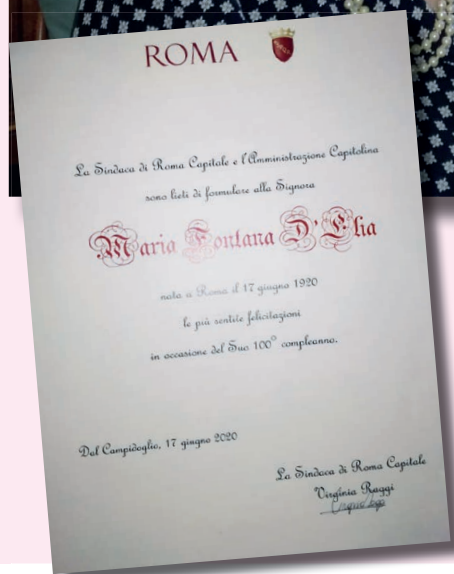 ROMA
La Sindaca di Roma Capitale e l'Amministrazione Capitolina
sono lieti di formulare alla Signora
Maria Fontana D'Elia
nata a Roma il 17 giugno 1920
le più sentite felicitazioni
in occasione del Suo 100° compleanno.
Dal Campidoglio, 17 giugno 2020
La Sindaca di Roma Capitale
Virginia Raggi